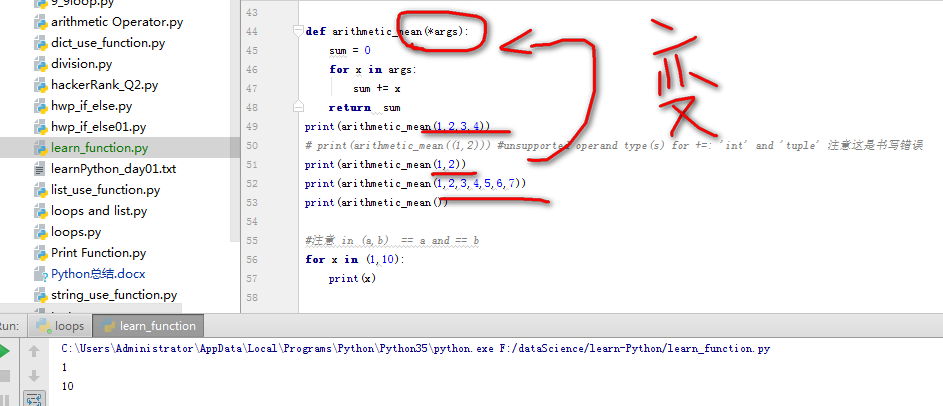 9_9loop.py
arithmetic Operator.py
dict_use_function.py
division.py
hackerRank_Q2.py
hwp_if_else.py
hwp_if_else01.py
learn_function.py
learnPython_day01.txt
list_use_function.py
loops and list.py
loops.py
Print Function.py
Python总结.docx
string_use_function.py
43
44 def arithmetic_mean(*args):
45 sum = 0
46 for x in args:
47 sum += x
48 return sum
49 print(arithmetic_mean(1,2,3,4))
50 # print(arithmetic_mean((1,2))) #unsupported operand type(s) for +=: 'int' and 'tuple' 注意这是书写错误
51 print(arithmetic_mean(1,2))
52 print(arithmetic_mean(1,2,3,4,5,6,7))
53 print(arithmetic_mean())
54
55 #注意 in (a,b) == a and == b
56 for x in (1,10):
57 print(x)
58
变
Run: loops learn_function
C:\Users\Administrator\AppData\Local\Programs\Python\Python35\python.exe F:/dataScience/learn-Python/learn_function.py
1
10